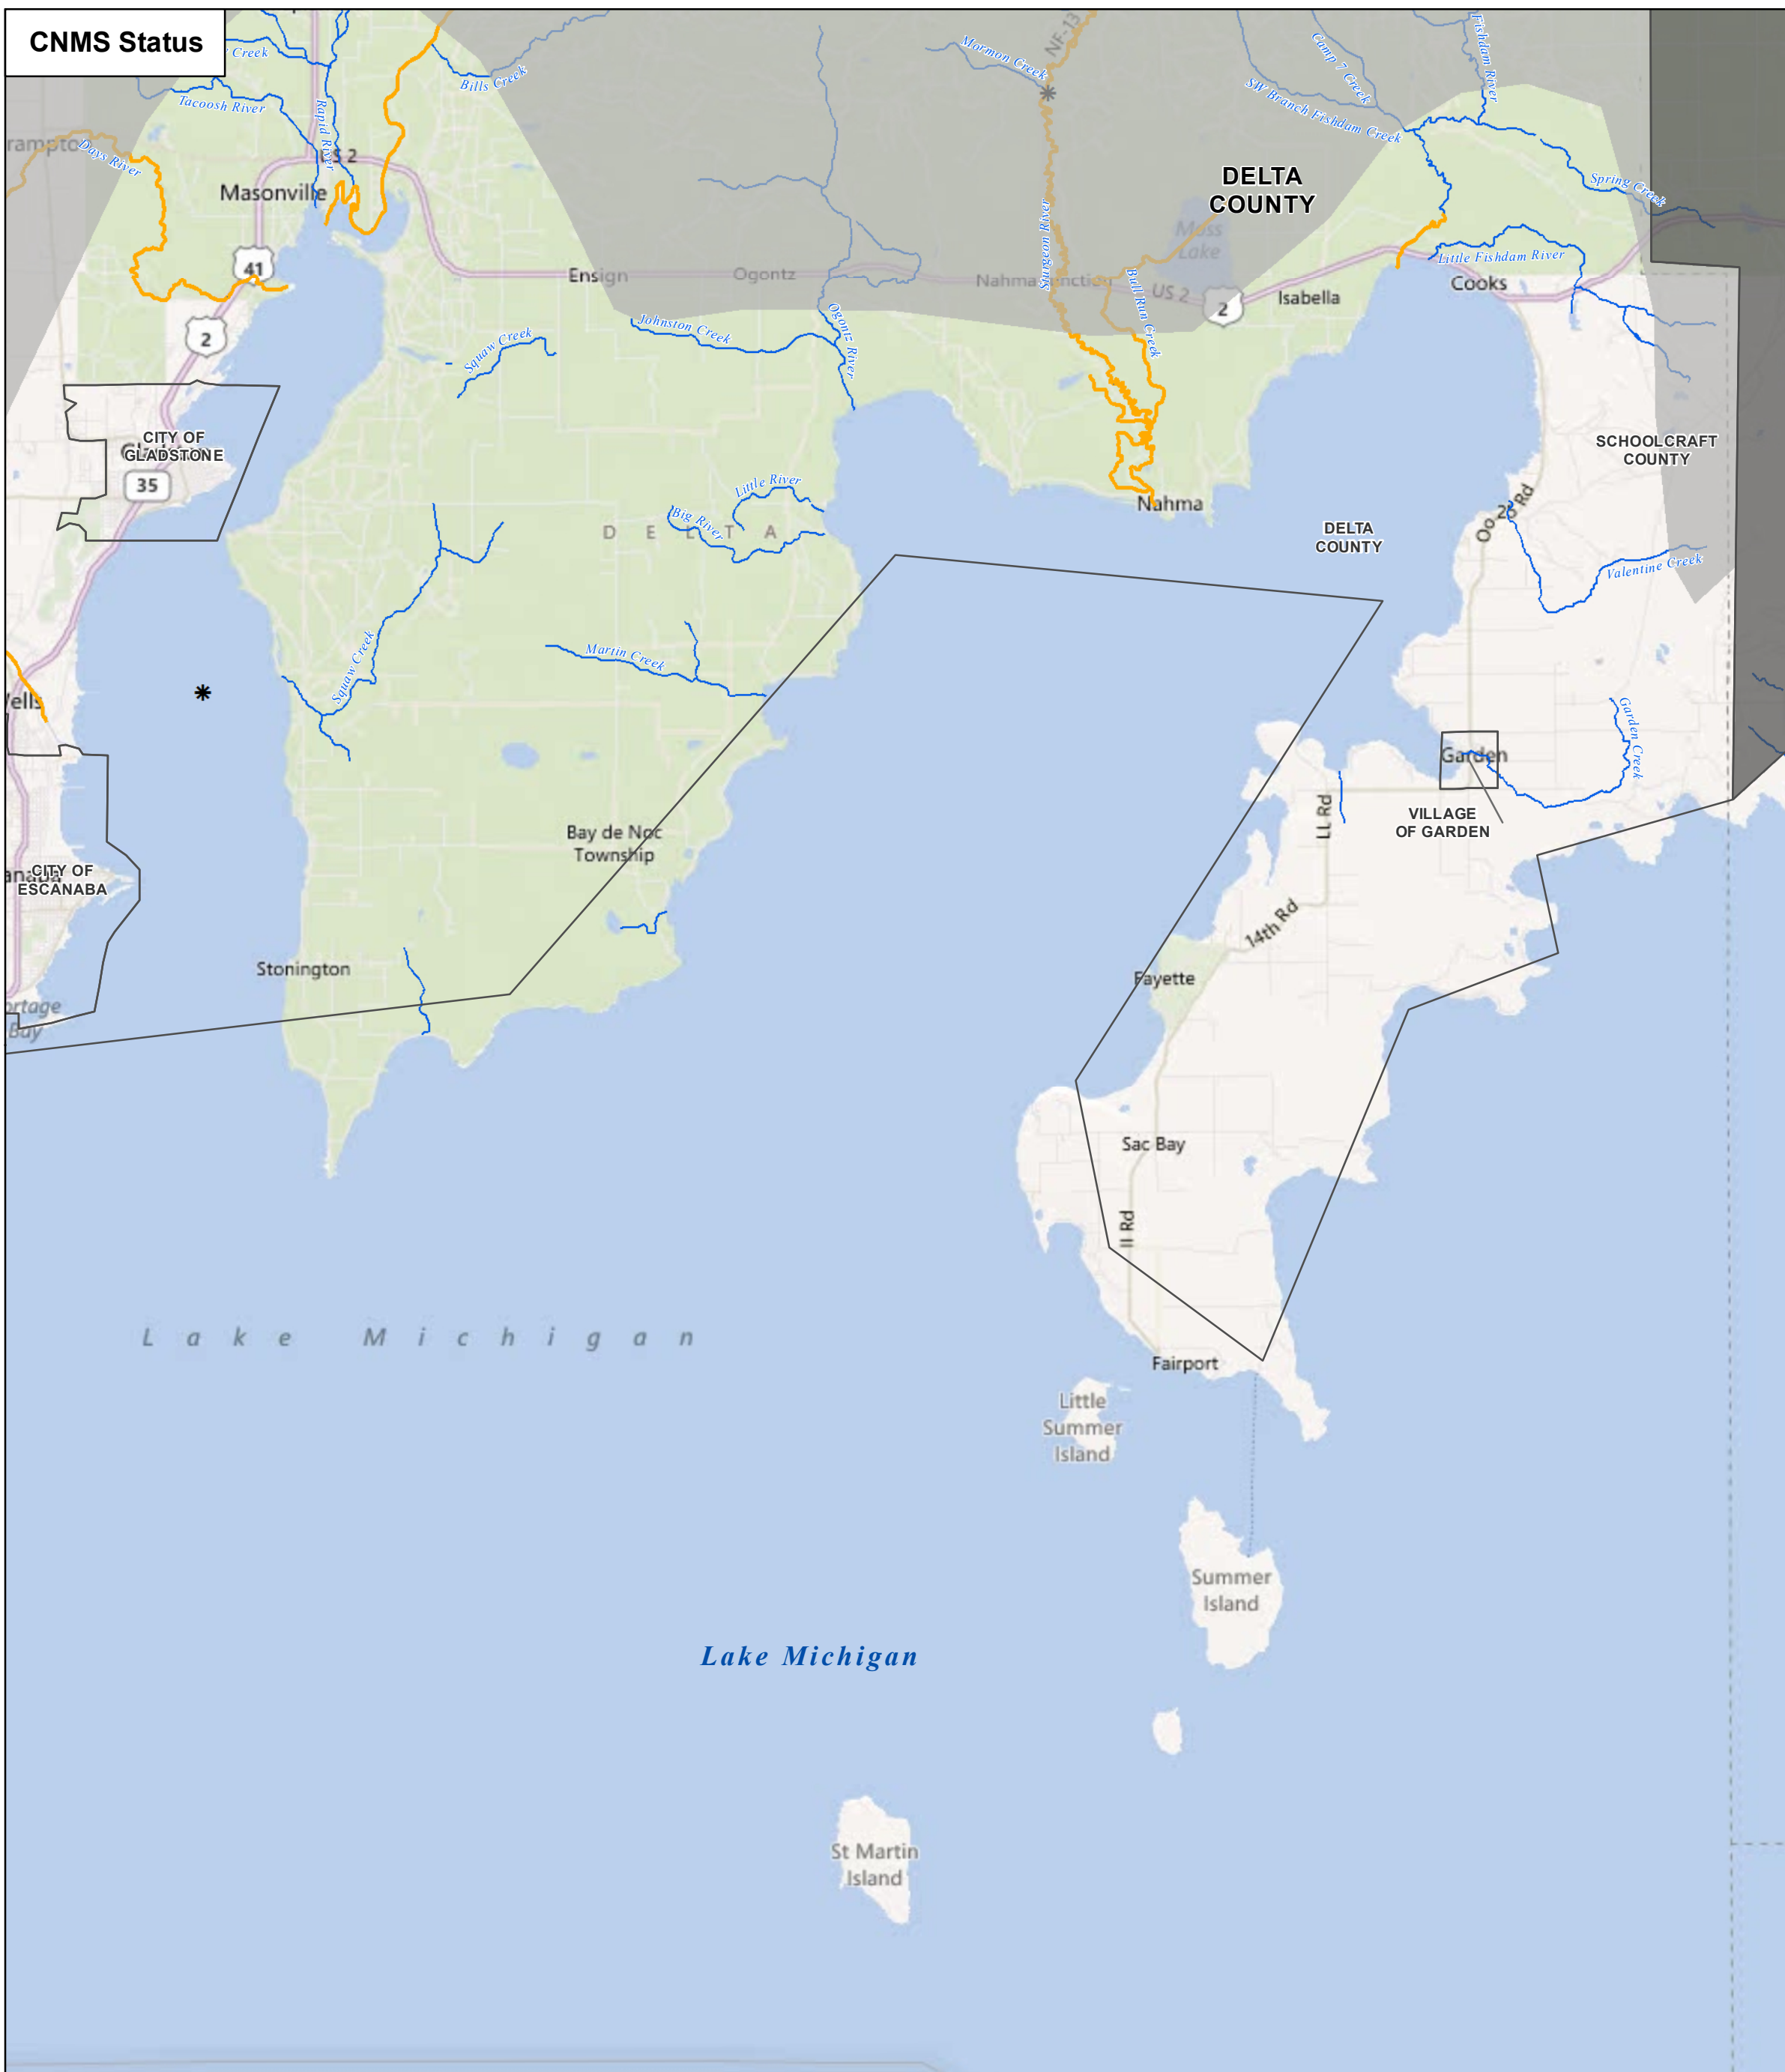 CNMS Status
Creek
Tacoosh River
Rapid River
Bills Creek
Mormon Creek
NF-13
Camp 7 Creek
Fishdam River
SW Branch Fishdam Creek
Days River
US 2
Masonville
DELTA
COUNTY
Spring Creek
Sturgeon River
Moss
Lake
Little Fishdam River
41
Ensign
Ogontz
Nahma Junction
Bull Run Creek
US 2
2
Isabella
Cooks
2
Squaw Creek
Johnston Creek
Ogontz River
CITY OF
GLADSTONE
35
SCHOOLCRAFT
COUNTY
Little River
Big River
D E L T A
Nahma
DELTA
COUNTY
Oo 25 Rd
Valentine Creek
Squaw Creek
Martin Creek
Garden Creek
Garden
VILLAGE
OF GARDEN
LL Rd
Bay de Noc
Township
CITY OF
ESCANABA
14th Rd
Stonington
Fayette
Bay
Sac Bay
II Rd
Lake Michigan
Fairport
Little
Summer
Island
Summer
Island
Lake Michigan
St Martin
Island